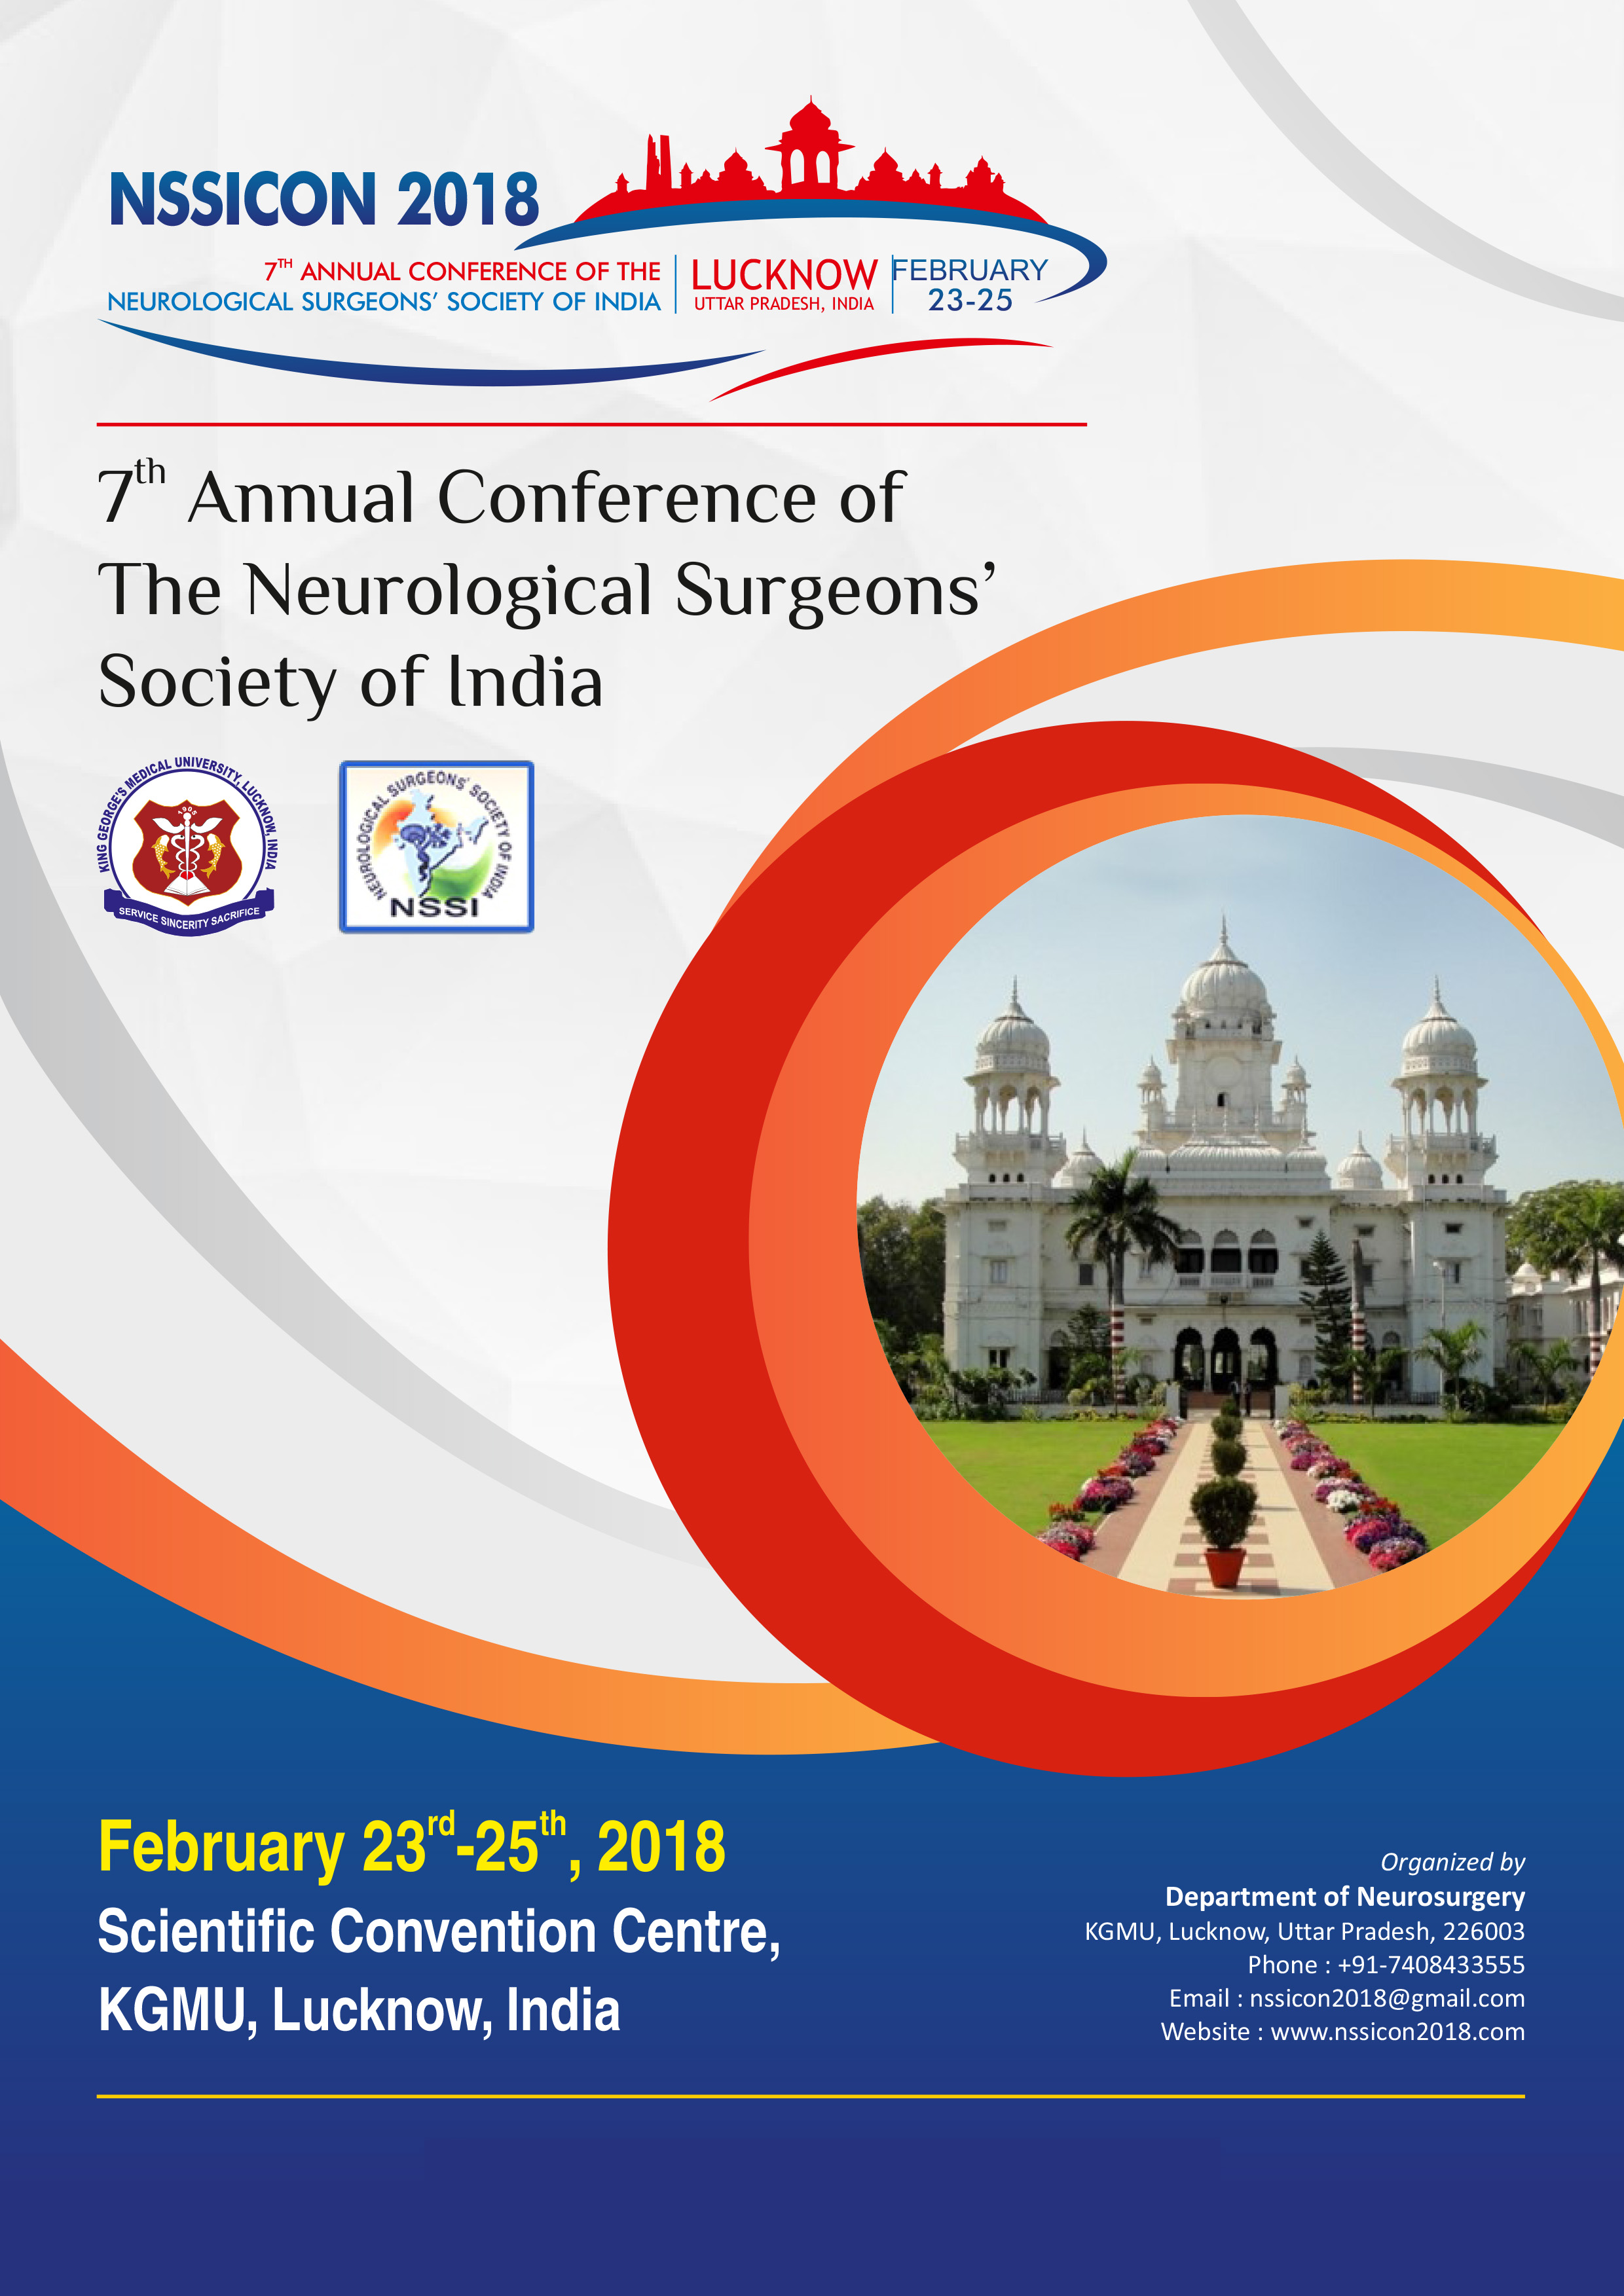 NSSICON 2018
7TH ANNUAL CONFERENCE OF THE
NEUROLOGICAL SURGEONS' SOCIETY OF INDIA
LUCKNOW
UTTAR PRADESH, INDIA
FEBRUARY
23-25
7th Annual Conference of
The Neurological Surgeons'
Society of India
KING GEORGE'S MEDICAL UNIVERSITY, LUCKNOW, INDIA
SERVICE SINCERITY SACRIFICE
NEUROLOGICAL SURGEONS' SOCIETY OF INDIA
NSSI
February 23rd-25th, 2018
Scientific Convention Centre,
KGMU, Lucknow, India
Organized by
Department of Neurosurgery
KGMU, Lucknow, Uttar Pradesh, 226003
Phone : +91-7408433555
Email : nssicon2018@gmail.com
Website : www.nssicon2018.com